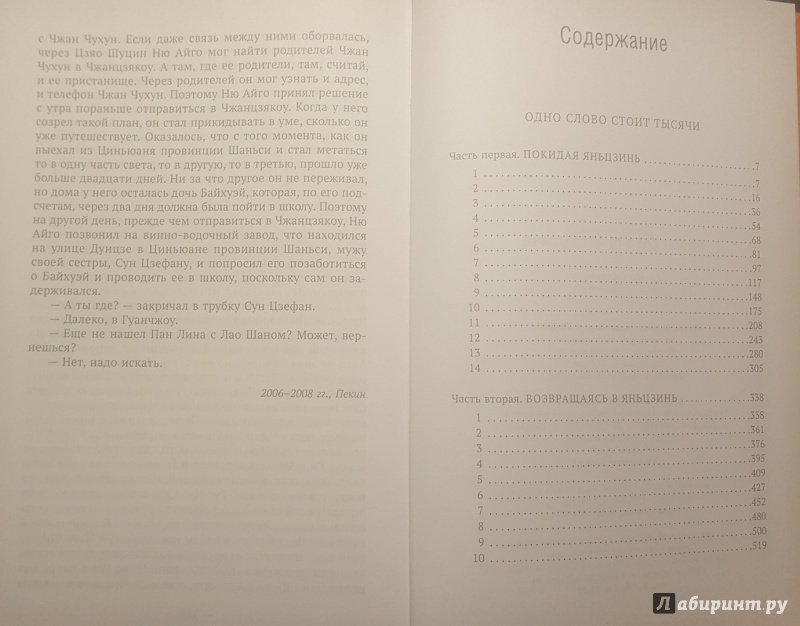 с Чжан Чухун. Если даже связь между ними оборвалась,
через Цзяо Шуцин Ню Айго мог найти родителей Чжан
Чухун в Чжанцзякоу. А там, где ее родители, там, считай,
и ее пристанище. Через родителей он мог узнать и адрес,
и телефон Чжан Чухун. Поэтому Ню Айго принял решение
с утра пораньше отправиться в Чжанцзякоу. Когда у него
созрел такой план, он стал прикидывать в уме, сколько он
уже путешествует. Оказалось, что с того момента, как он
выехал из Циньюаня провинции Шаньси и стал метаться
то в одну часть света, то в другую, то в третью, прошло уже
больше двадцати дней. Ни за что другое он не переживал,
но дома у него осталась дочь Байхуэй, которая, по его под-
счетам, через два дня должна была пойти в школу. Поэтому
на другой день, прежде чем отправиться в Чжанцзякоу, Ню
Айго позвонил на винно-водочный завод, что находился
на улице Дунцзе в Циньюане провинции Шаньси, мужу
своей сестры, Сун Цзефану, и попросил его позаботиться
о Байхуэй и проводить ее в школу, поскольку сам он за-
держивался.
— А ты где? — закричал в трубку Сун Цзефан.
— Далеко, в Гуанчжоу.
— Еще не нашел Пан Лина с Лао Шаном? Может, вер-
нешься?
— Нет, надо искать.
2006–2008 гг., Пекин
Содержание
ОДНО СЛОВО СТОИТ ТЫСЯЧИ
Часть первая. ПОКИДАЯ ЯНЬЦЗИНЬ ..................7
1 ..................7
2 ..................16
3 ..................36
4 ..................54
5 ..................68
6 ..................81
7 ..................97
8 ..................117
9 ..................148
10 ..................175
11 ..................208
12 ..................243
13 ..................280
14 ..................305
Часть вторая. ВОЗВРАЩАЯСЬ В ЯНЬЦЗИНЬ ..............338
1 ..................338
2 ..................361
3 ..................376
4 ..................395
5 ..................409
6 ..................427
7 ..................452
8 ..................480
9 ..................500
10 ..................519
Лабиринт.ру